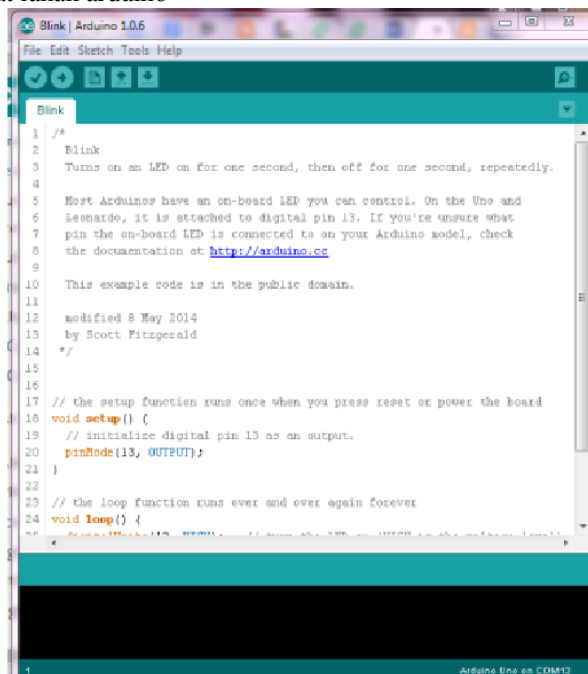 lunak arduino
Blink | Arduino 1.0.6
File Edit Sketch Tools Help
Blink
1 /*
2 Blink
3 Turns on an LED on for one second, then off for one second, repeatedly.
4
5 Most Arduinos have an on-board LED you can control. On the Uno and
6 Leonardo, it is attached to digital pin 13. If you're unsure what
7 pin the on-board LED is connected to on your Arduino model, check
8 the documentation at http://arduino.cc
9
10 This example code is in the public domain.
11
12 modified 8 May 2014
13 by Scott Fitzgerald
14 */
15
16
17 // the setup function runs once when you press reset or power the board
18 void setup() {
19 // initialize digital pin 13 as an output.
20 pinMode(13, OUTPUT);
21 }
22
23 // the loop function runs over and over again forever
24 void loop() {
1 Arduino Uno on COM13